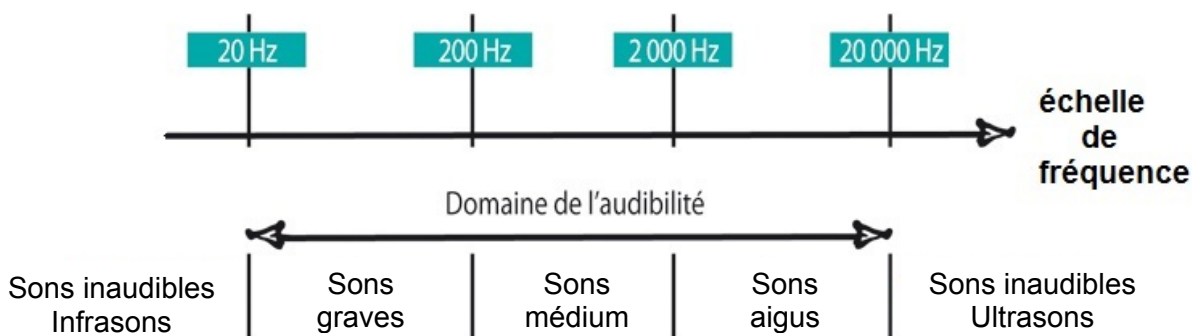 20 Hz 200 Hz 2 000 Hz 20 000 Hz
échelle
de
fréquence
Domaine de l'audibilité
Sons inaudibles
Infrasons
Sons
graves
Sons
médium
Sons
aigus
Sons inaudibles
Ultrasons